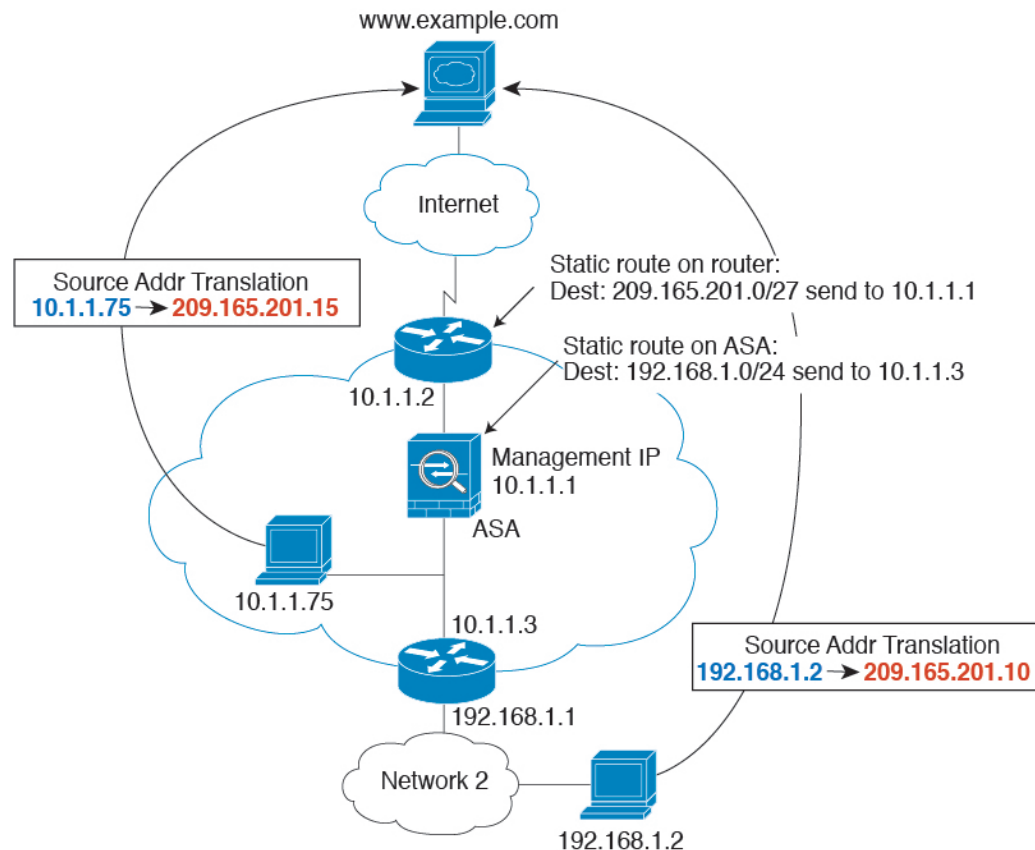 www.example.com
Internet
Source Addr Translation
10.1.1.75 → 209.165.201.15
Static route on router:
Dest: 209.165.201.0/27 send to 10.1.1.1
Static route on ASA:
Dest: 192.168.1.0/24 send to 10.1.1.3
10.1.1.2
Management IP
10.1.1.1
ASA
10.1.1.75
10.1.1.3
Source Addr Translation
192.168.1.2 → 209.165.201.10
192.168.1.1
Network 2
192.168.1.2